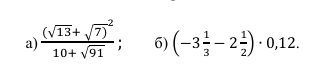 а) (√13+ √7)² / 10+ √91 ; б) (−3 1/3 − 2 1/2) · 0,12.